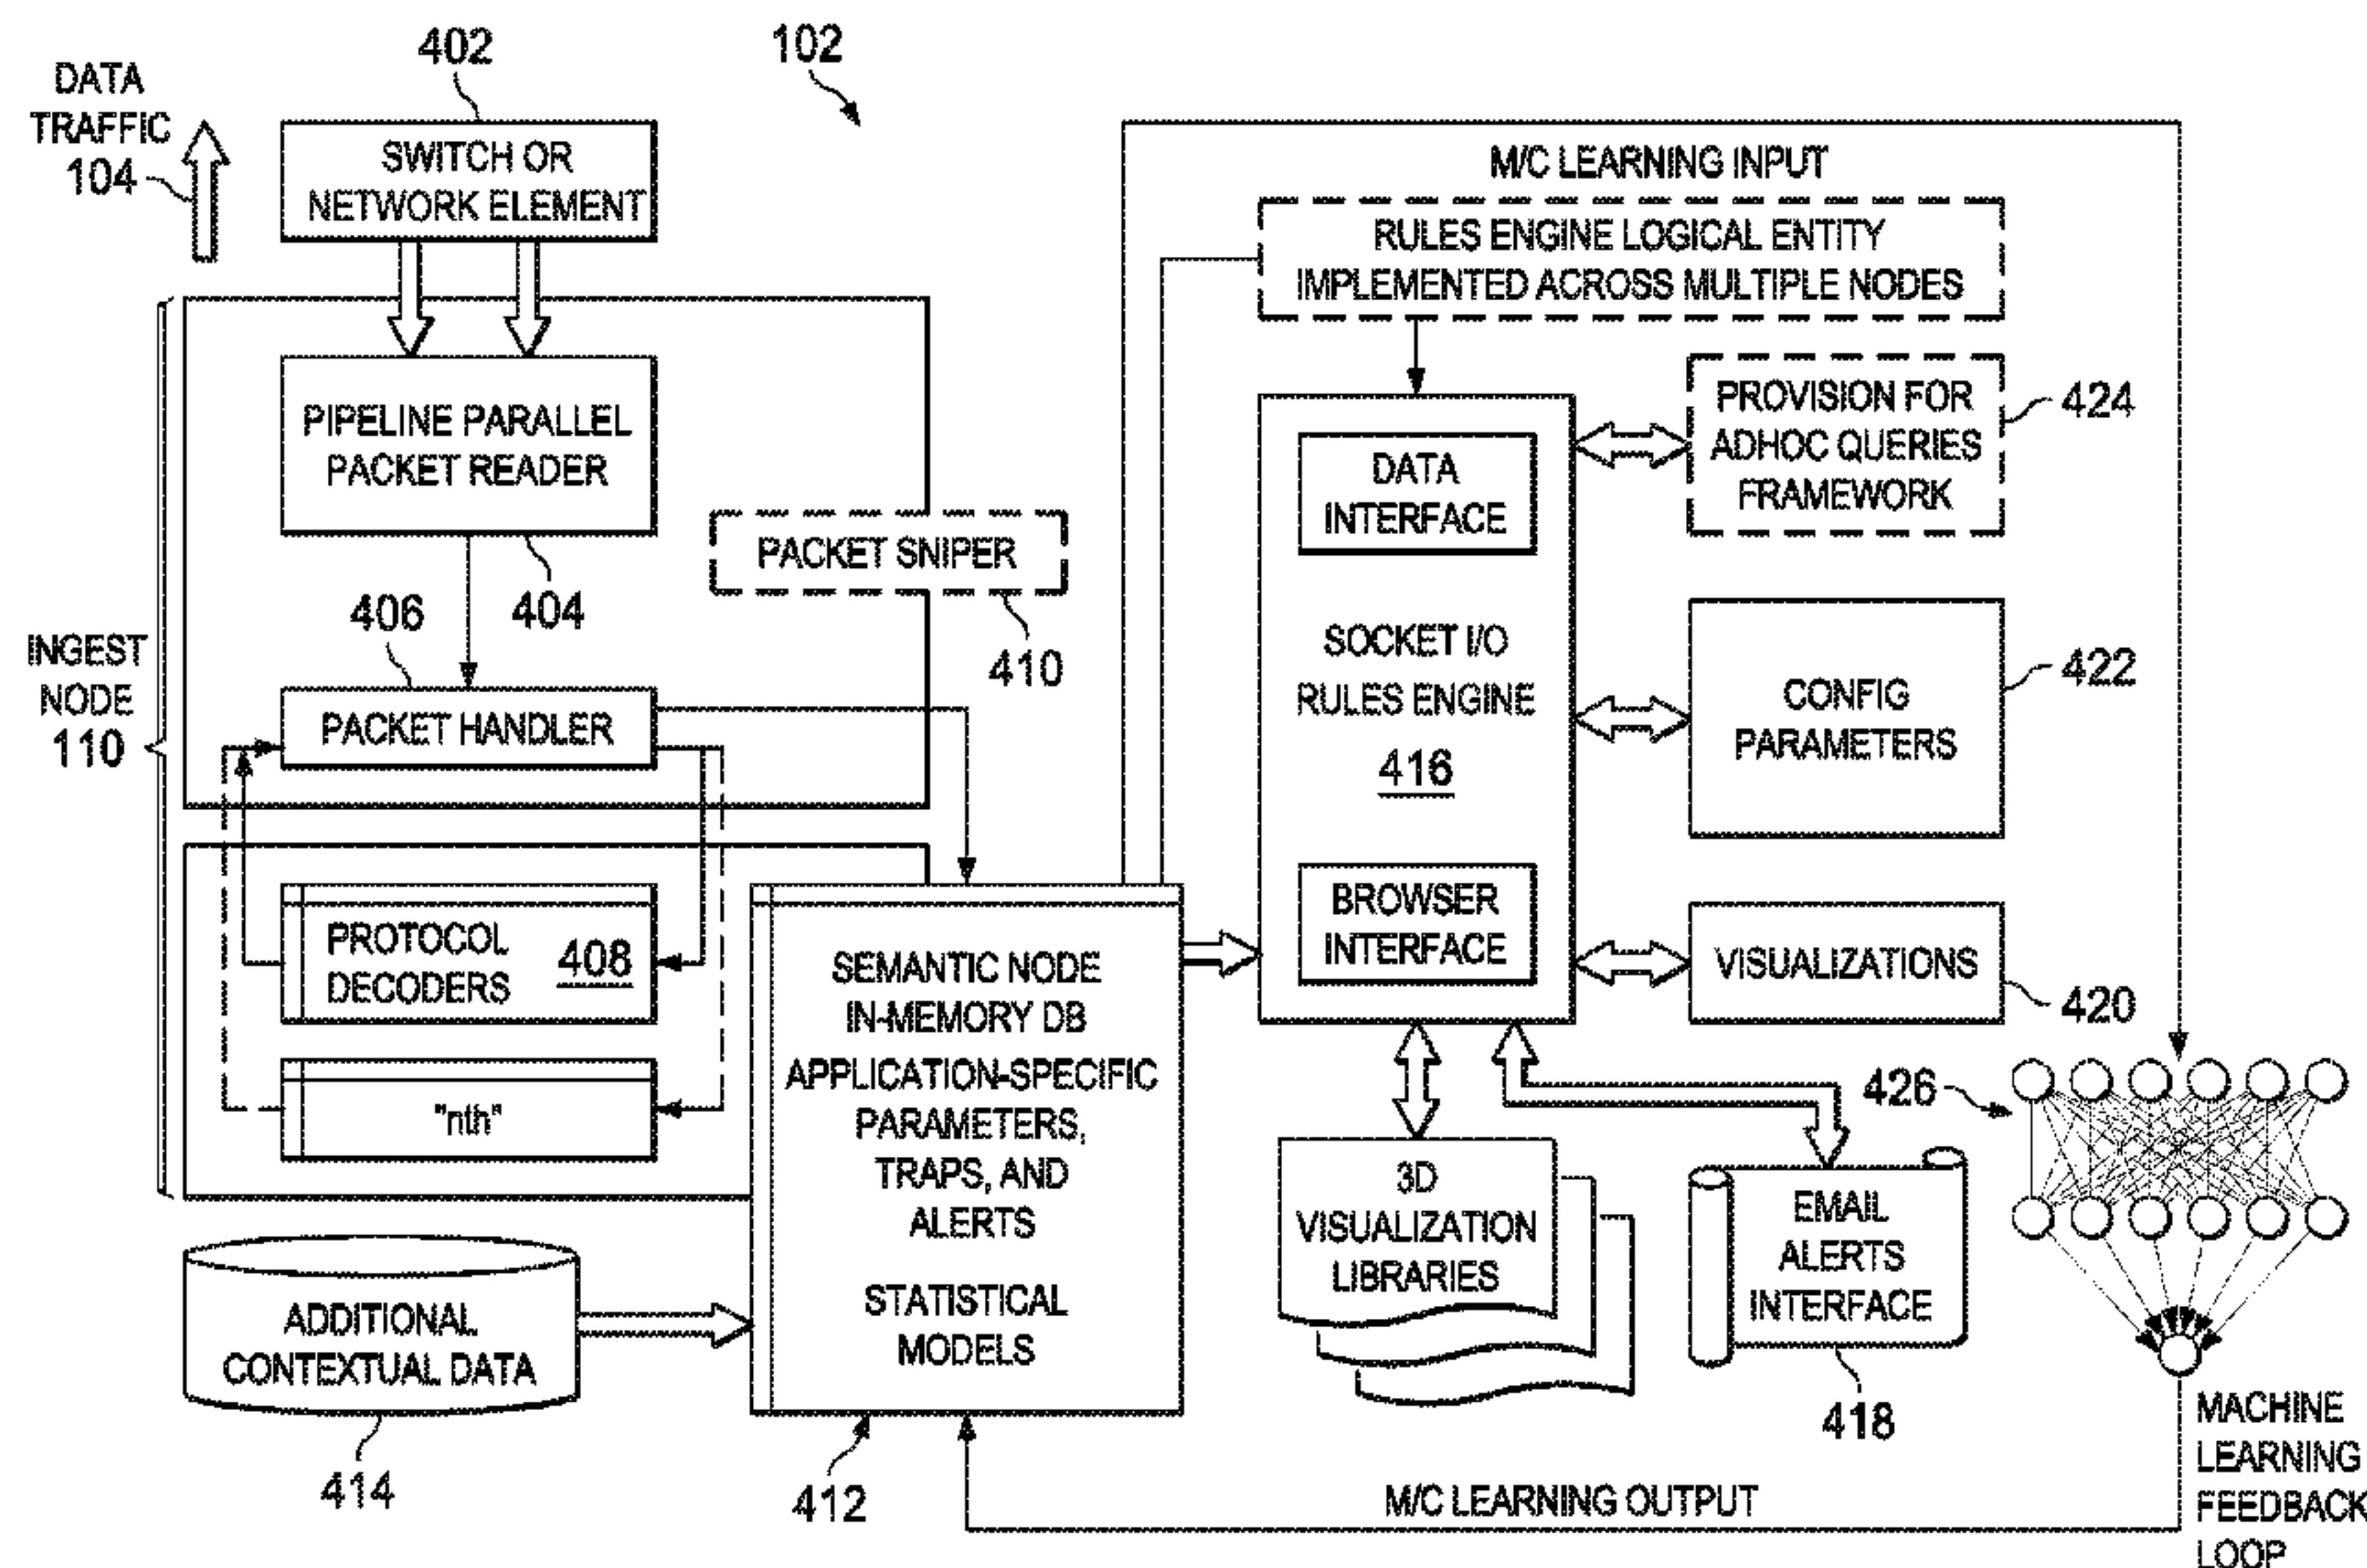 402
102
DATA
TRAFFIC
104
SWITCH OR
NETWORK ELEMENT
M/C LEARNING INPUT
RULES ENGINE LOGICAL ENTITY
IMPLEMENTED ACROSS MULTIPLE NODES
PIPELINE PARALLEL
PACKET READER
404
PACKET SNIPER
410
406
PACKET HANDLER
INGEST
NODE
110
PROTOCOL
DECODERS
408
"nth"
DATA
INTERFACE
SOCKET I/O
RULES ENGINE
416
BROWSER
INTERFACE
PROVISION FOR
ADHOC QUERIES
FRAMEWORK
424
CONFIG
PARAMETERS
422
VISUALIZATIONS
420
SEMANTIC NODE
IN-MEMORY DB
APPLICATION-SPECIFIC
PARAMETERS,
TRAPS, AND
ALERTS
STATISTICAL
MODELS
412
ADDITIONAL
CONTEXTUAL DATA
414
3D
VISUALIZATION
LIBRARIES
EMAIL
ALERTS
INTERFACE
418
426
MACHINE
LEARNING
FEEDBACK
LOOP
M/C LEARNING OUTPUT